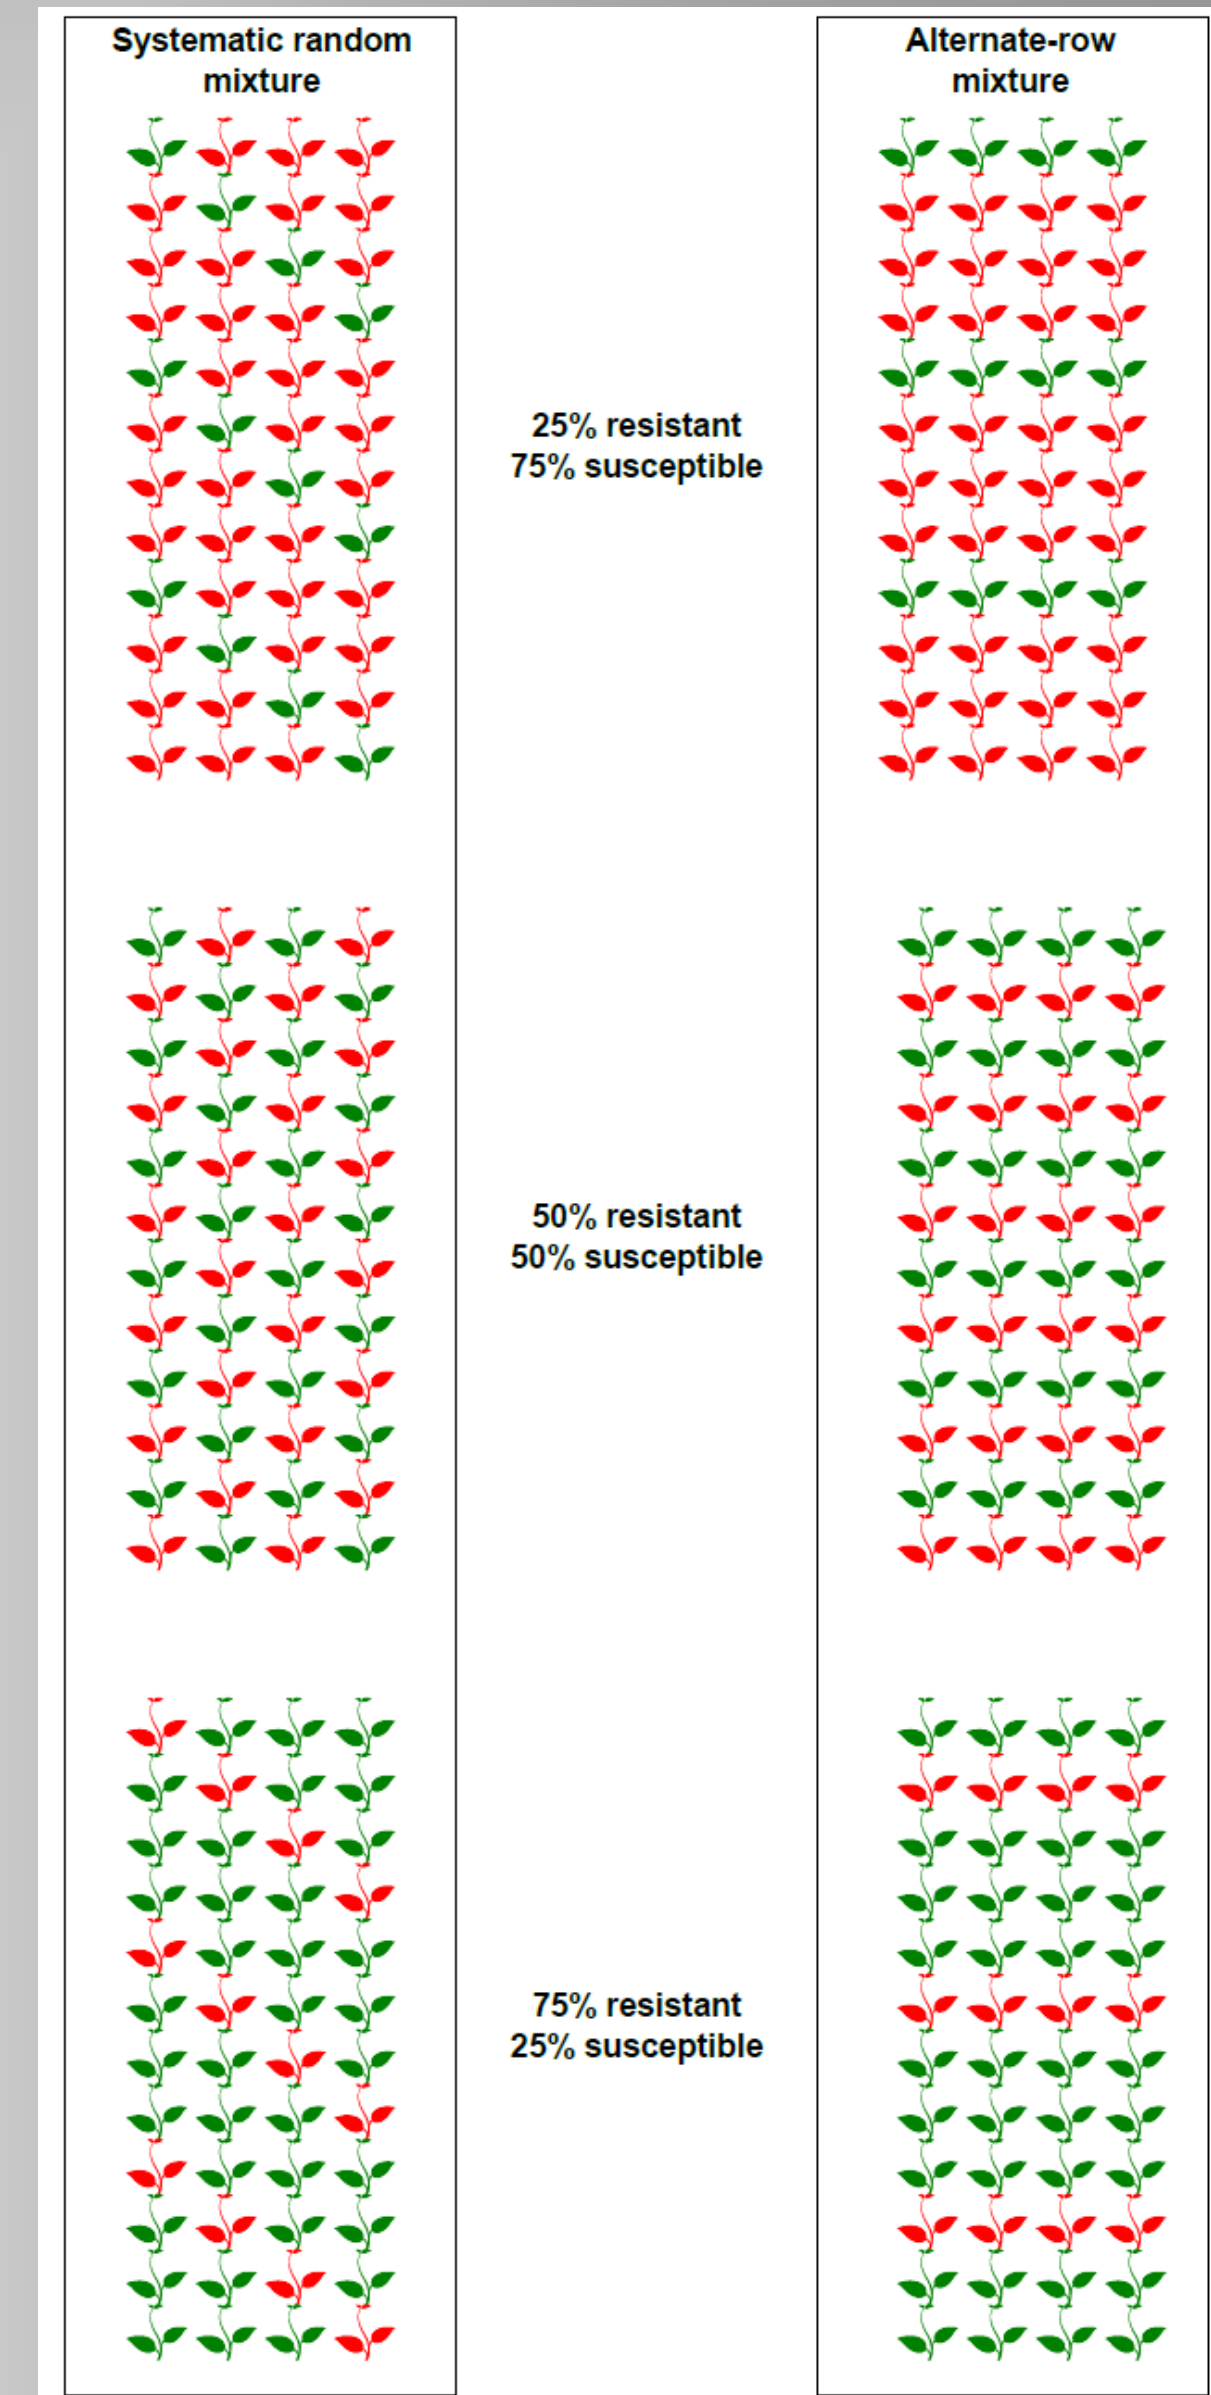 Systematic random
mixture
Alternate-row
mixture
25% resistant
75% susceptible
50% resistant
50% susceptible
75% resistant
25% susceptible